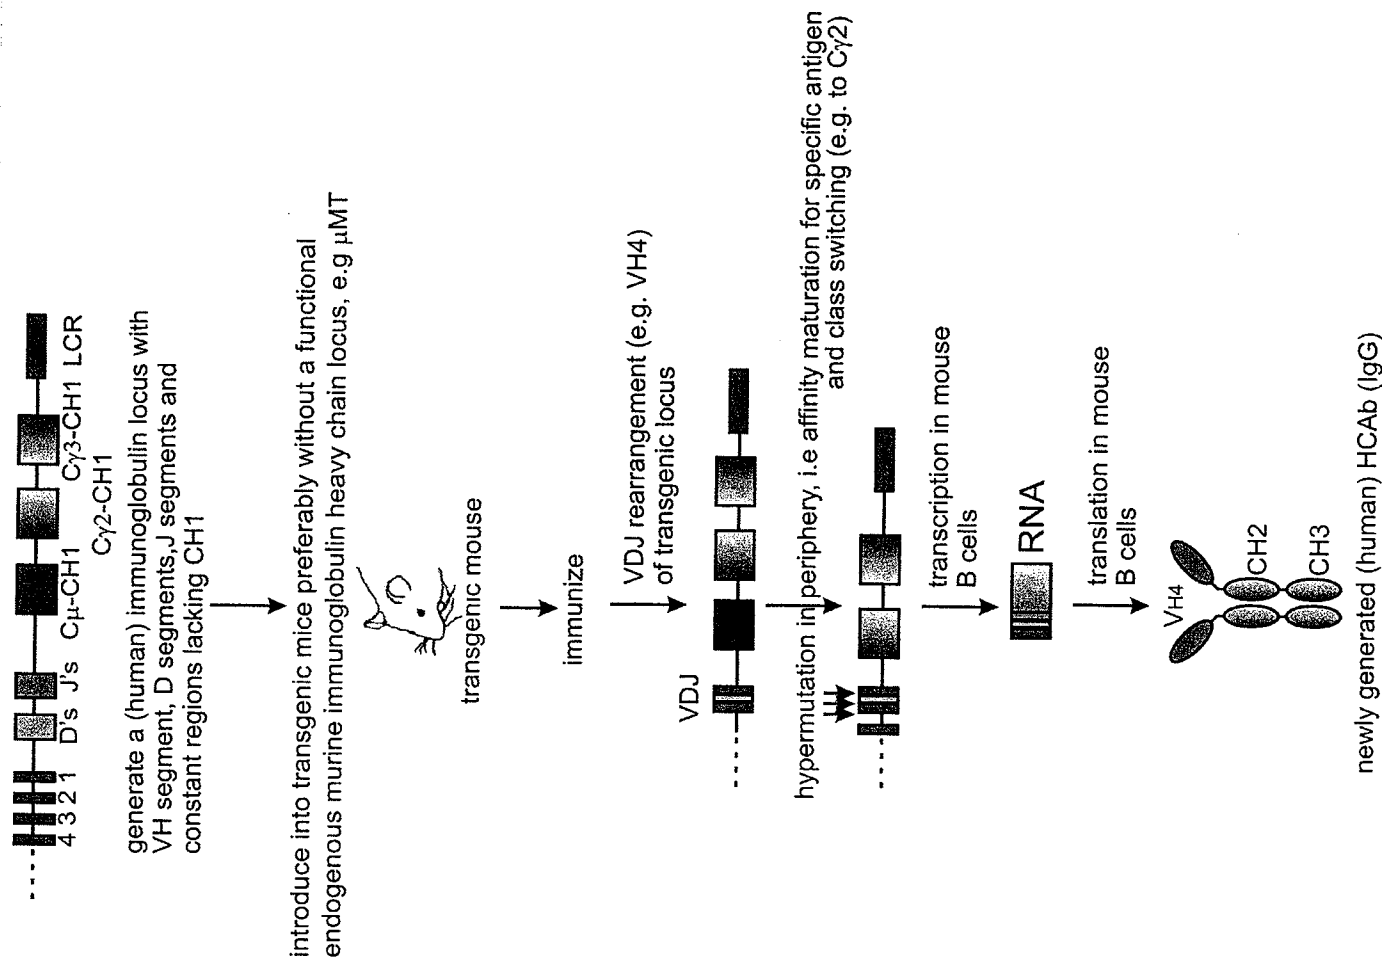 4 3 2 1 D's J's Cμ-CH1 Cγ3-CH1 LCR
Cγ2-CH1
generate a (human) immunoglobulin locus with
VH segment, D segments,J segments and
constant regions lacking CH1
introduce into transgenic mice preferably without a functional
endogenous murine immunoglobulin heavy chain locus, e.g μMT
transgenic mouse
immunize
VDJ rearrangement (e.g. VH4)
of transgenic locus
VDJ
hypermutation in periphery, i.e affinity maturation for specific antigen
and class switching (e.g. to Cγ2)
transcription in mouse
B cells
RNA
translation in mouse
B cells
VH4
CH2
CH3
newly generated (human) HCAb (IgG)